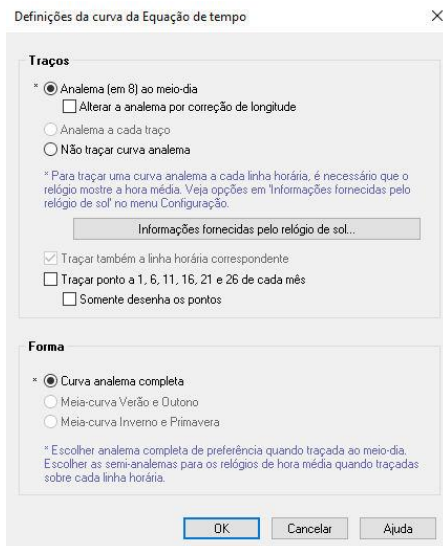 Definições da curva da Equação de tempo
Traços
* Analema (em 8) ao meio-dia
Alterar a analema por correção de longitude
Analema a cada traço
Não traçar curva analema
* Para traçar uma curva analema a cada linha horária, é necessário que o
relógio mostre a hora média. Veja opções em 'Informações fornecidas pelo
relógio de sol' no menu Configuração.
Informações fornecidas pelo relógio de sol...
Traçar também a linha horária correspondente
Traçar ponto a 1, 6, 11, 16, 21 e 26 de cada mês
Somente desenha os pontos
Forma
* Curva analema completa
Meia-curva Verão e Outono
Meia-curva Inverno e Primavera
* Escolher analema completa de preferência quando traçada ao meio-dia.
Escolher as semi-analemas para os relógios de hora média quando traçadas
sobre cada linha horária.
OK Cancelar Ajuda